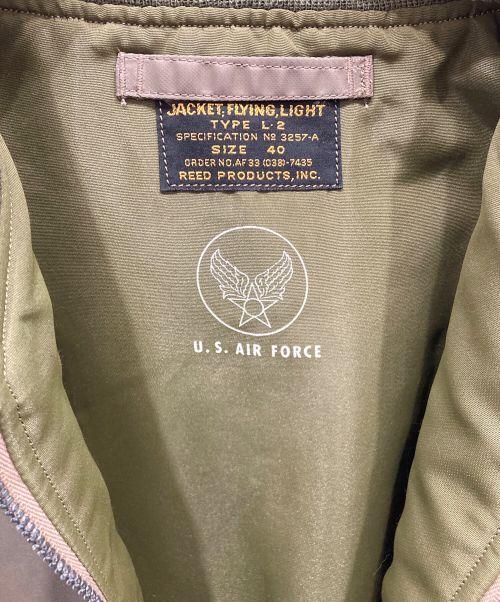 JACKET, FLYING, LIGHT
TYPE L-2
SPECIFICATION Nº 3257-A
SIZE 40
ORDER NO. AF 33 (038)-7435
REED PRODUCTS, INC.
U. S. AIR FORCE